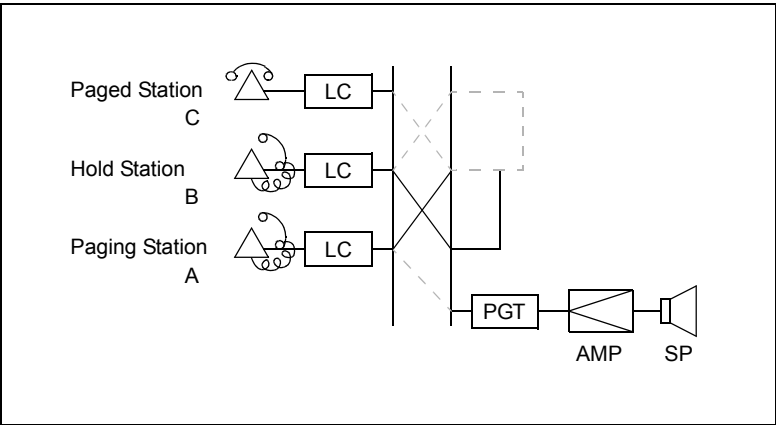 Paged Station
C
LC
Hold Station
B
LC
Paging Station
A
LC
PGT
AMP
SP